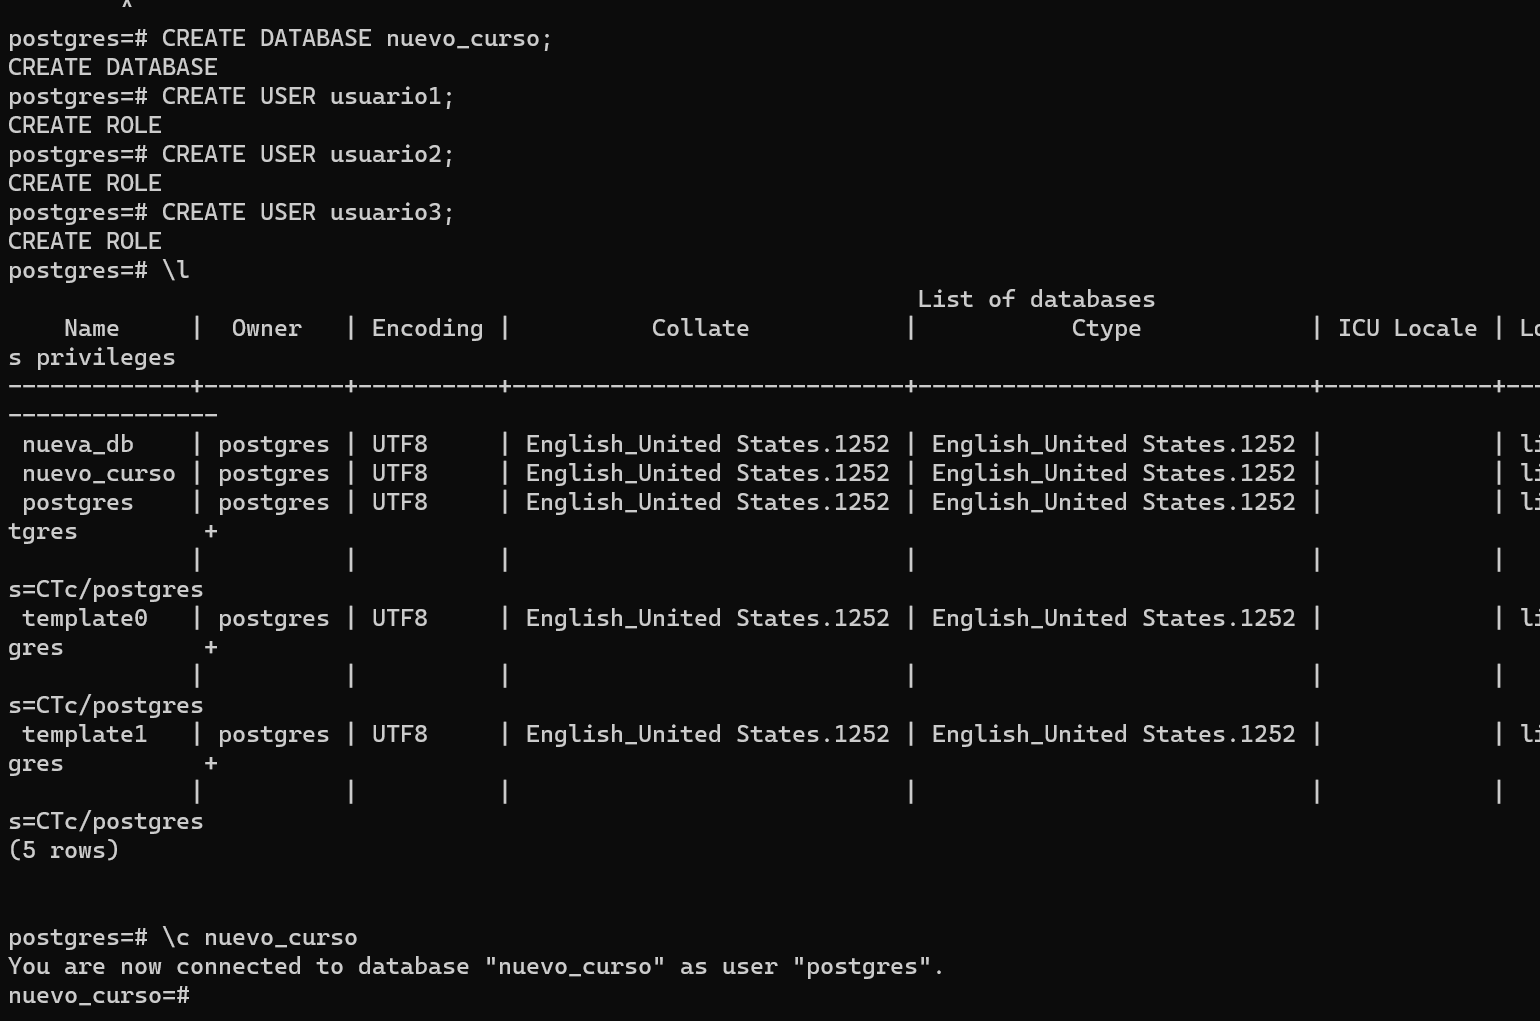 ^
postgres=# CREATE DATABASE nuevo_curso;
CREATE DATABASE
postgres=# CREATE USER usuario1;
CREATE ROLE
postgres=# CREATE USER usuario2;
CREATE ROLE
postgres=# CREATE USER usuario3;
CREATE ROLE
postgres=# \l
                                                                 List of databases
    Name     |  Owner   | Encoding |          Collate           |           Ctype            | ICU Locale | Lo
s privileges
-------------+----------+----------+----------------------------+----------------------------+------------+---
---------------
 nueva_db    | postgres | UTF8     | English_United States.1252 | English_United States.1252 |            | li
 nuevo_curso | postgres | UTF8     | English_United States.1252 | English_United States.1252 |            | li
 postgres    | postgres | UTF8     | English_United States.1252 | English_United States.1252 |            | li
tgres         +
             |          |          |                            |                            |            |
s=CTc/postgres
 template0   | postgres | UTF8     | English_United States.1252 | English_United States.1252 |            | li
gres          +
             |          |          |                            |                            |            |
s=CTc/postgres
 template1   | postgres | UTF8     | English_United States.1252 | English_United States.1252 |            | li
gres          +
             |          |          |                            |                            |            |
s=CTc/postgres
(5 rows)
postgres=# \c nuevo_curso
You are now connected to database "nuevo_curso" as user "postgres".
nuevo_curso=#